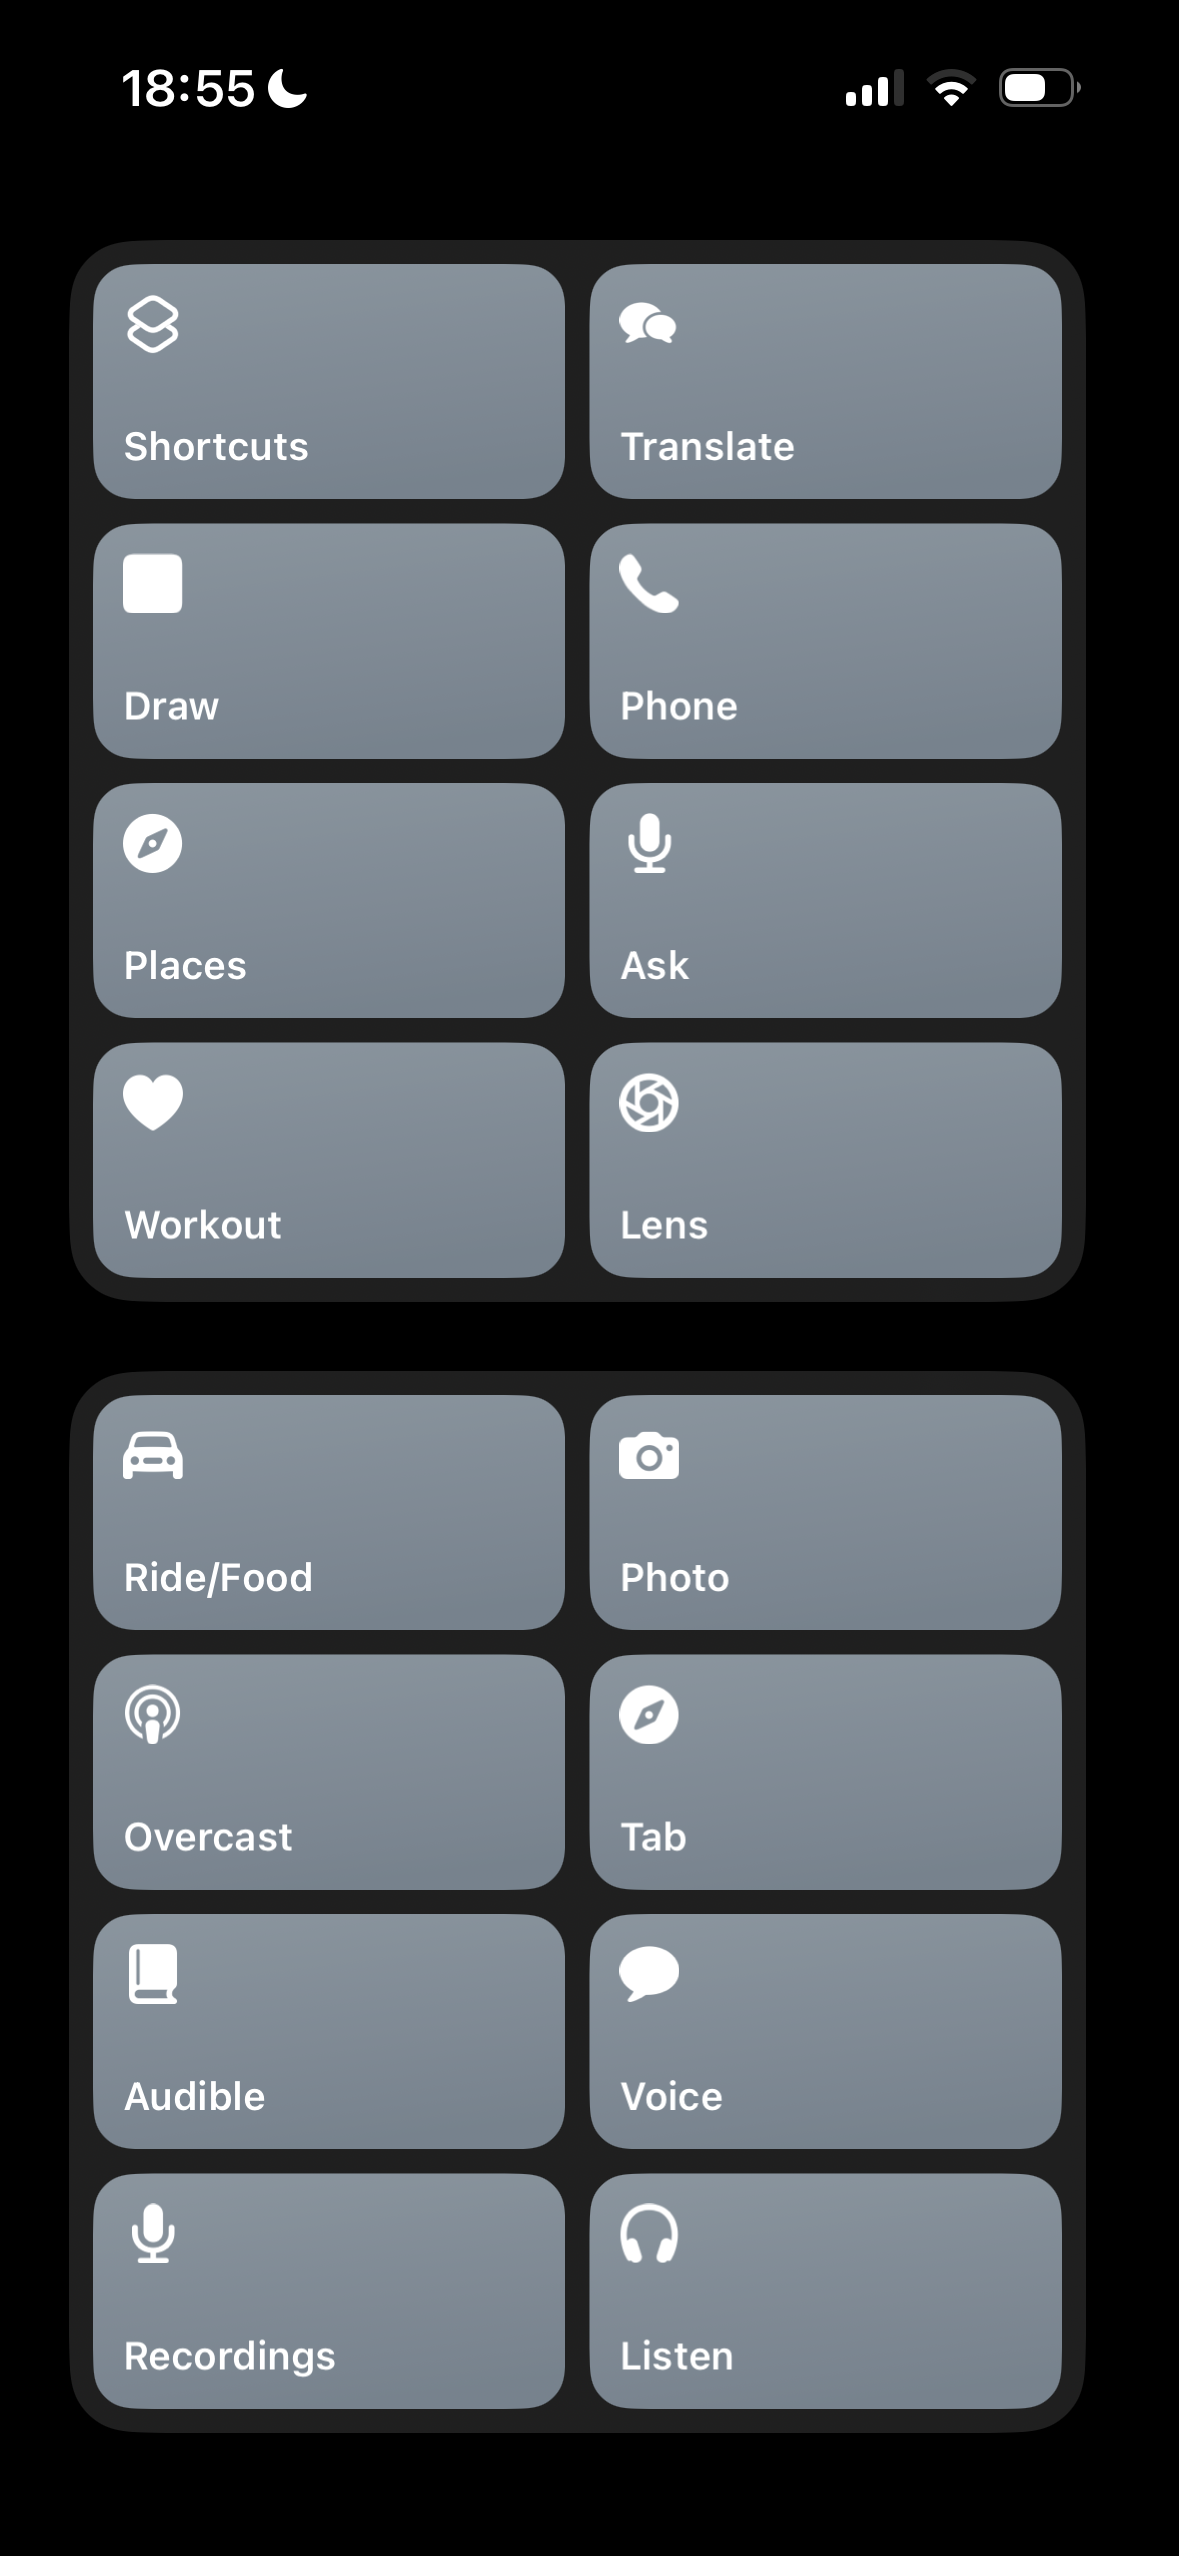 18:55
Shortcuts
Translate
Draw
Phone
Places
Ask
Workout
Lens
Ride/Food
Photo
Overcast
Tab
Audible
Voice
Recordings
Listen